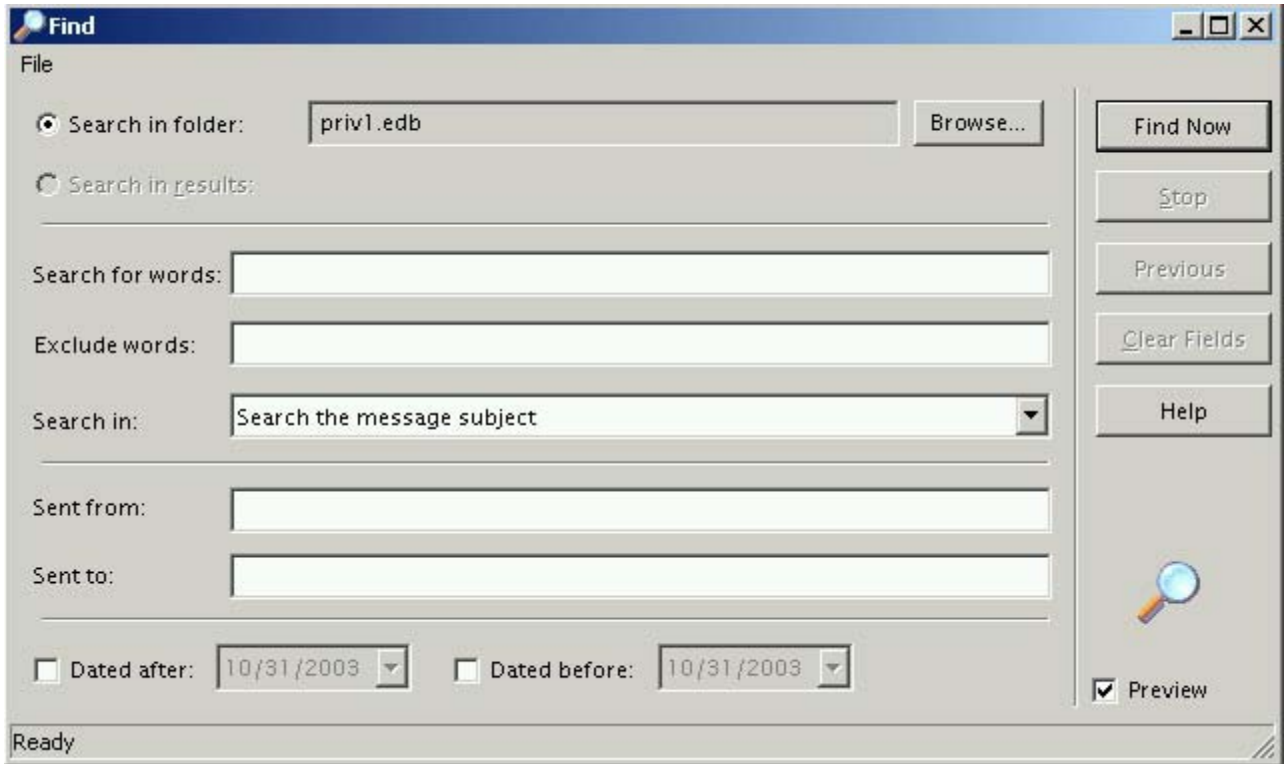 Find
File
Search in folder: priv1.edb Browse... Find Now
Search in results: Stop
Search for words: Previous
Exclude words: Clear Fields
Search in: Search the message subject Help
Sent from:
Sent to:
Dated after: 10/31/2003 Dated before: 10/31/2003 Preview
Ready